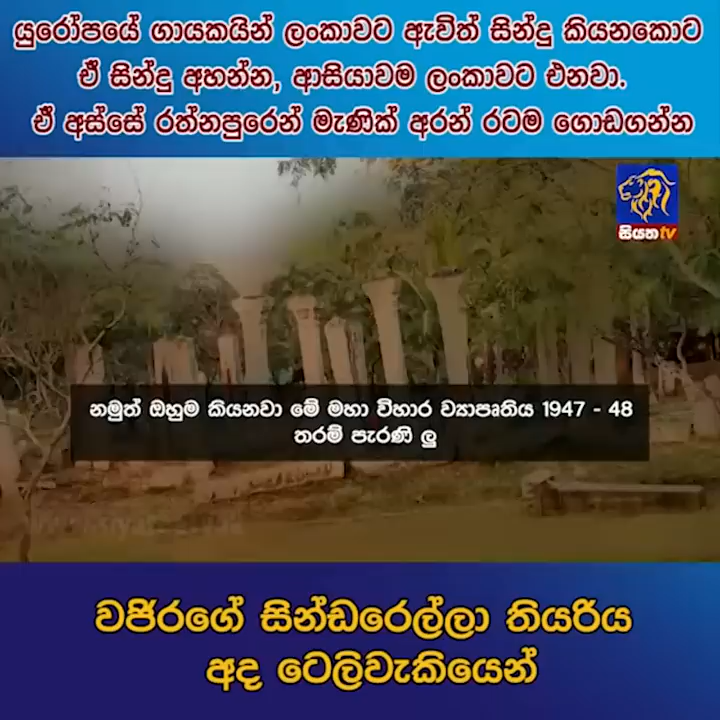 යුරෝපයේ ගායකයින් ලංකාවට ඇවිත් සින්දු කියනකොට
ඒ සින්දු අහන්න, ආසියාවම ලංකාවට එනවා.
ඒ අස්සේ රත්නපුරෙන් මැණික් අරන් රටම ගොඩගන්න
සියත tv
නමුත් ඔහුම කියනවා මේ මහා විහාර ව්‍යාපෘතිය 1947 - 48
තරම් පැරණි ලු
වජිරගේ සින්ඩරෙල්ලා තියරිය
අද ටෙලිවැකියෙන්